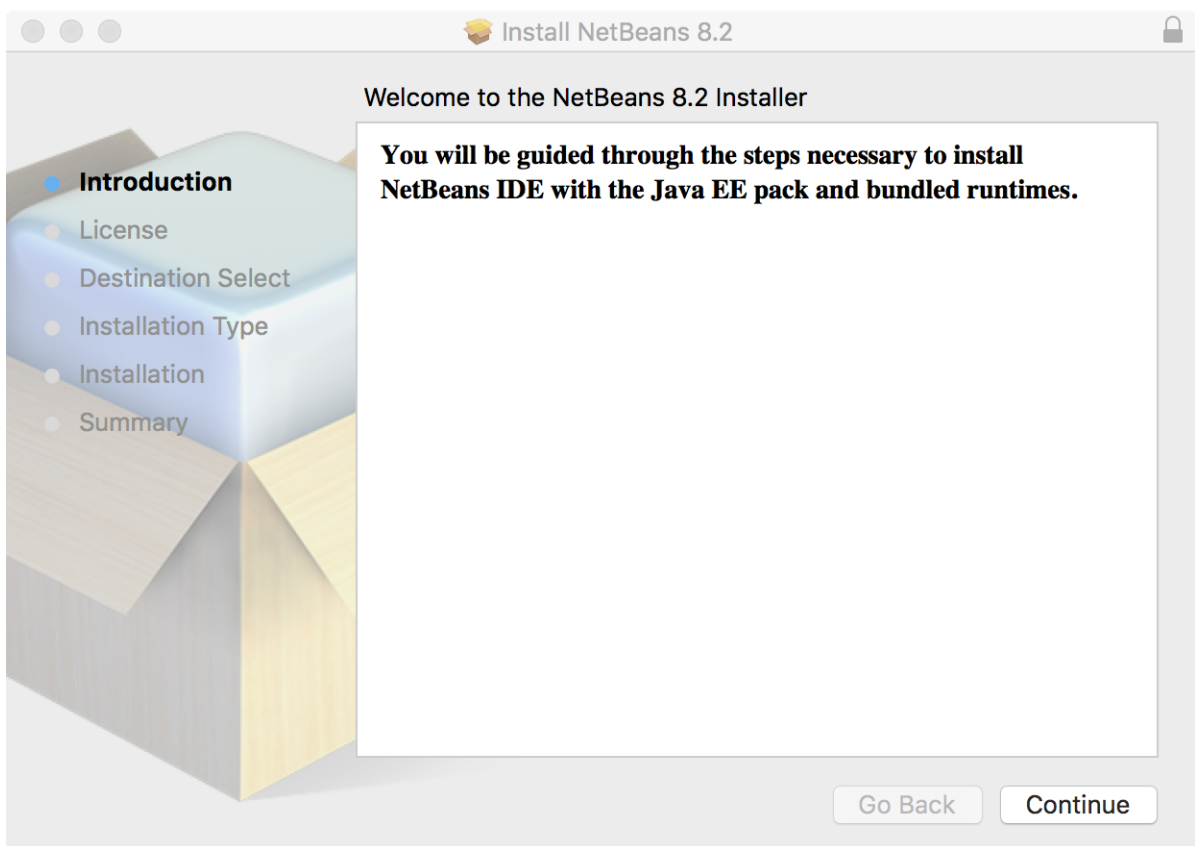 Install NetBeans 8.2
Welcome to the NetBeans 8.2 Installer
Introduction
License
Destination Select
Installation Type
Installation
Summary
You will be guided through the steps necessary to install
NetBeans IDE with the Java EE pack and bundled runtimes.
Go Back
Continue